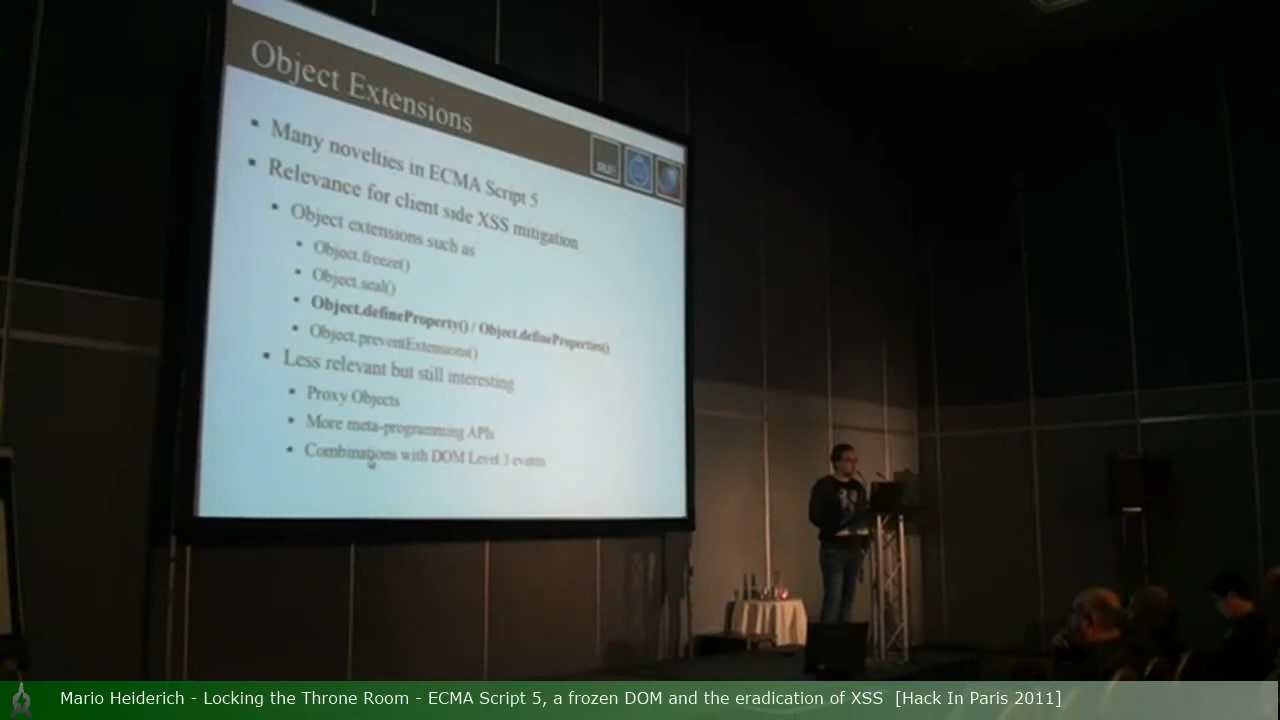 Object Extensions
Many novelties in ECMA Script 5
Relevance for client side XSS mitigation
Object extensions such as
Object.freeze()
Object.seal()
Object.defineProperty() / Object.defineProperties()
Object.preventExtensions()
Less relevant but still interesting
Proxy Objects
More meta-programming APIs
Combinations with DOM Level 3 events
Mario Heiderich - Locking the Throne Room - ECMA Script 5, a frozen DOM and the eradication of XSS [Hack In Paris 2011]